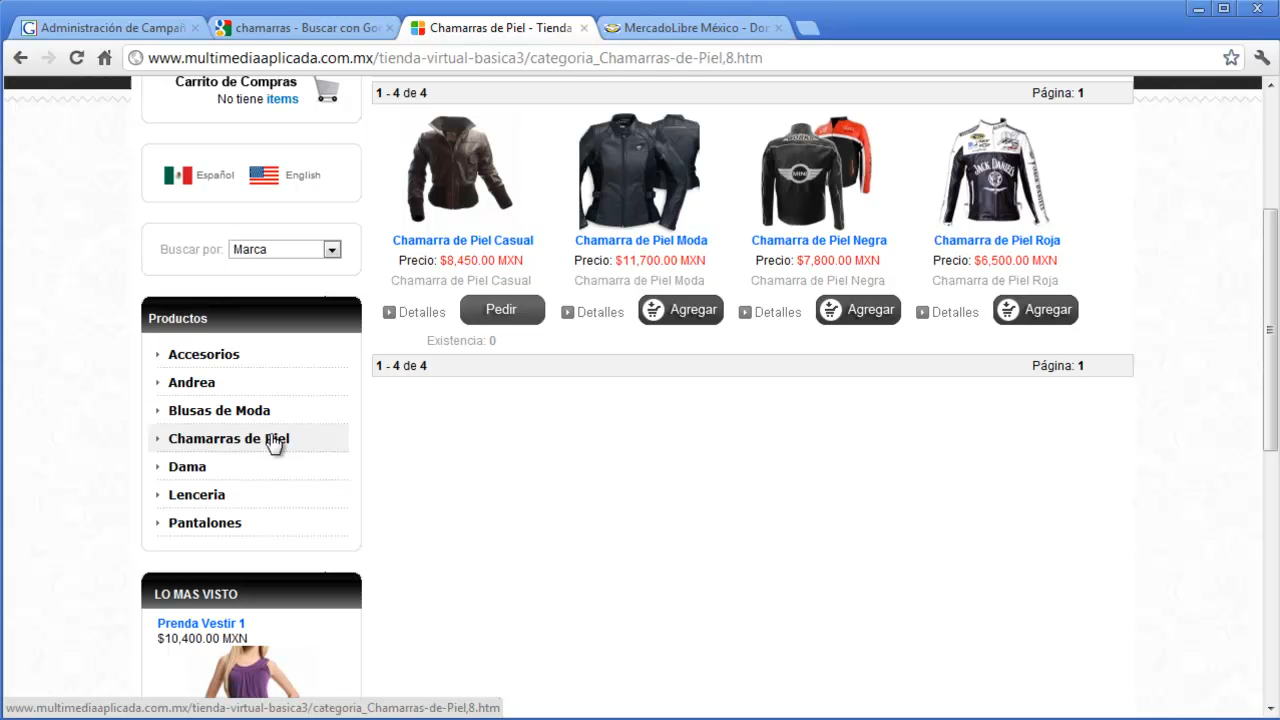 Administración de Campañ
chamarras - Buscar con Goo
Chamarras de Piel - Tienda
MercadoLibre México - Don
www.multimediaaplicada.com.mx/tienda-virtual-basica3/categoria_Chamarras-de-Piel,8.htm
Carrito de Compras
No tiene items
Español
English
Buscar por: Marca
Productos
Accesorios
Andrea
Blusas de Moda
Chamarras de Piel
Dama
Lenceria
Pantalones
LO MAS VISTO
Prenda Vestir 1
$10,400.00 MXN
1 - 4 de 4
Página: 1
MINI
JACK DANIEL'S
Chamarra de Piel Casual
Precio: $8,450.00 MXN
Chamarra de Piel Casual
Detalles
Pedir
Existencia: 0
Chamarra de Piel Moda
Precio: $11,700.00 MXN
Chamarra de Piel Moda
Detalles
Agregar
Chamarra de Piel Negra
Precio: $7,800.00 MXN
Chamarra de Piel Negra
Detalles
Agregar
Chamarra de Piel Roja
Precio: $6,500.00 MXN
Chamarra de Piel Roja
Detalles
Agregar
1 - 4 de 4
Página: 1
www.multimediaaplicada.com.mx/tienda-virtual-basica3/categoria_Chamarras-de-Piel,8.htm